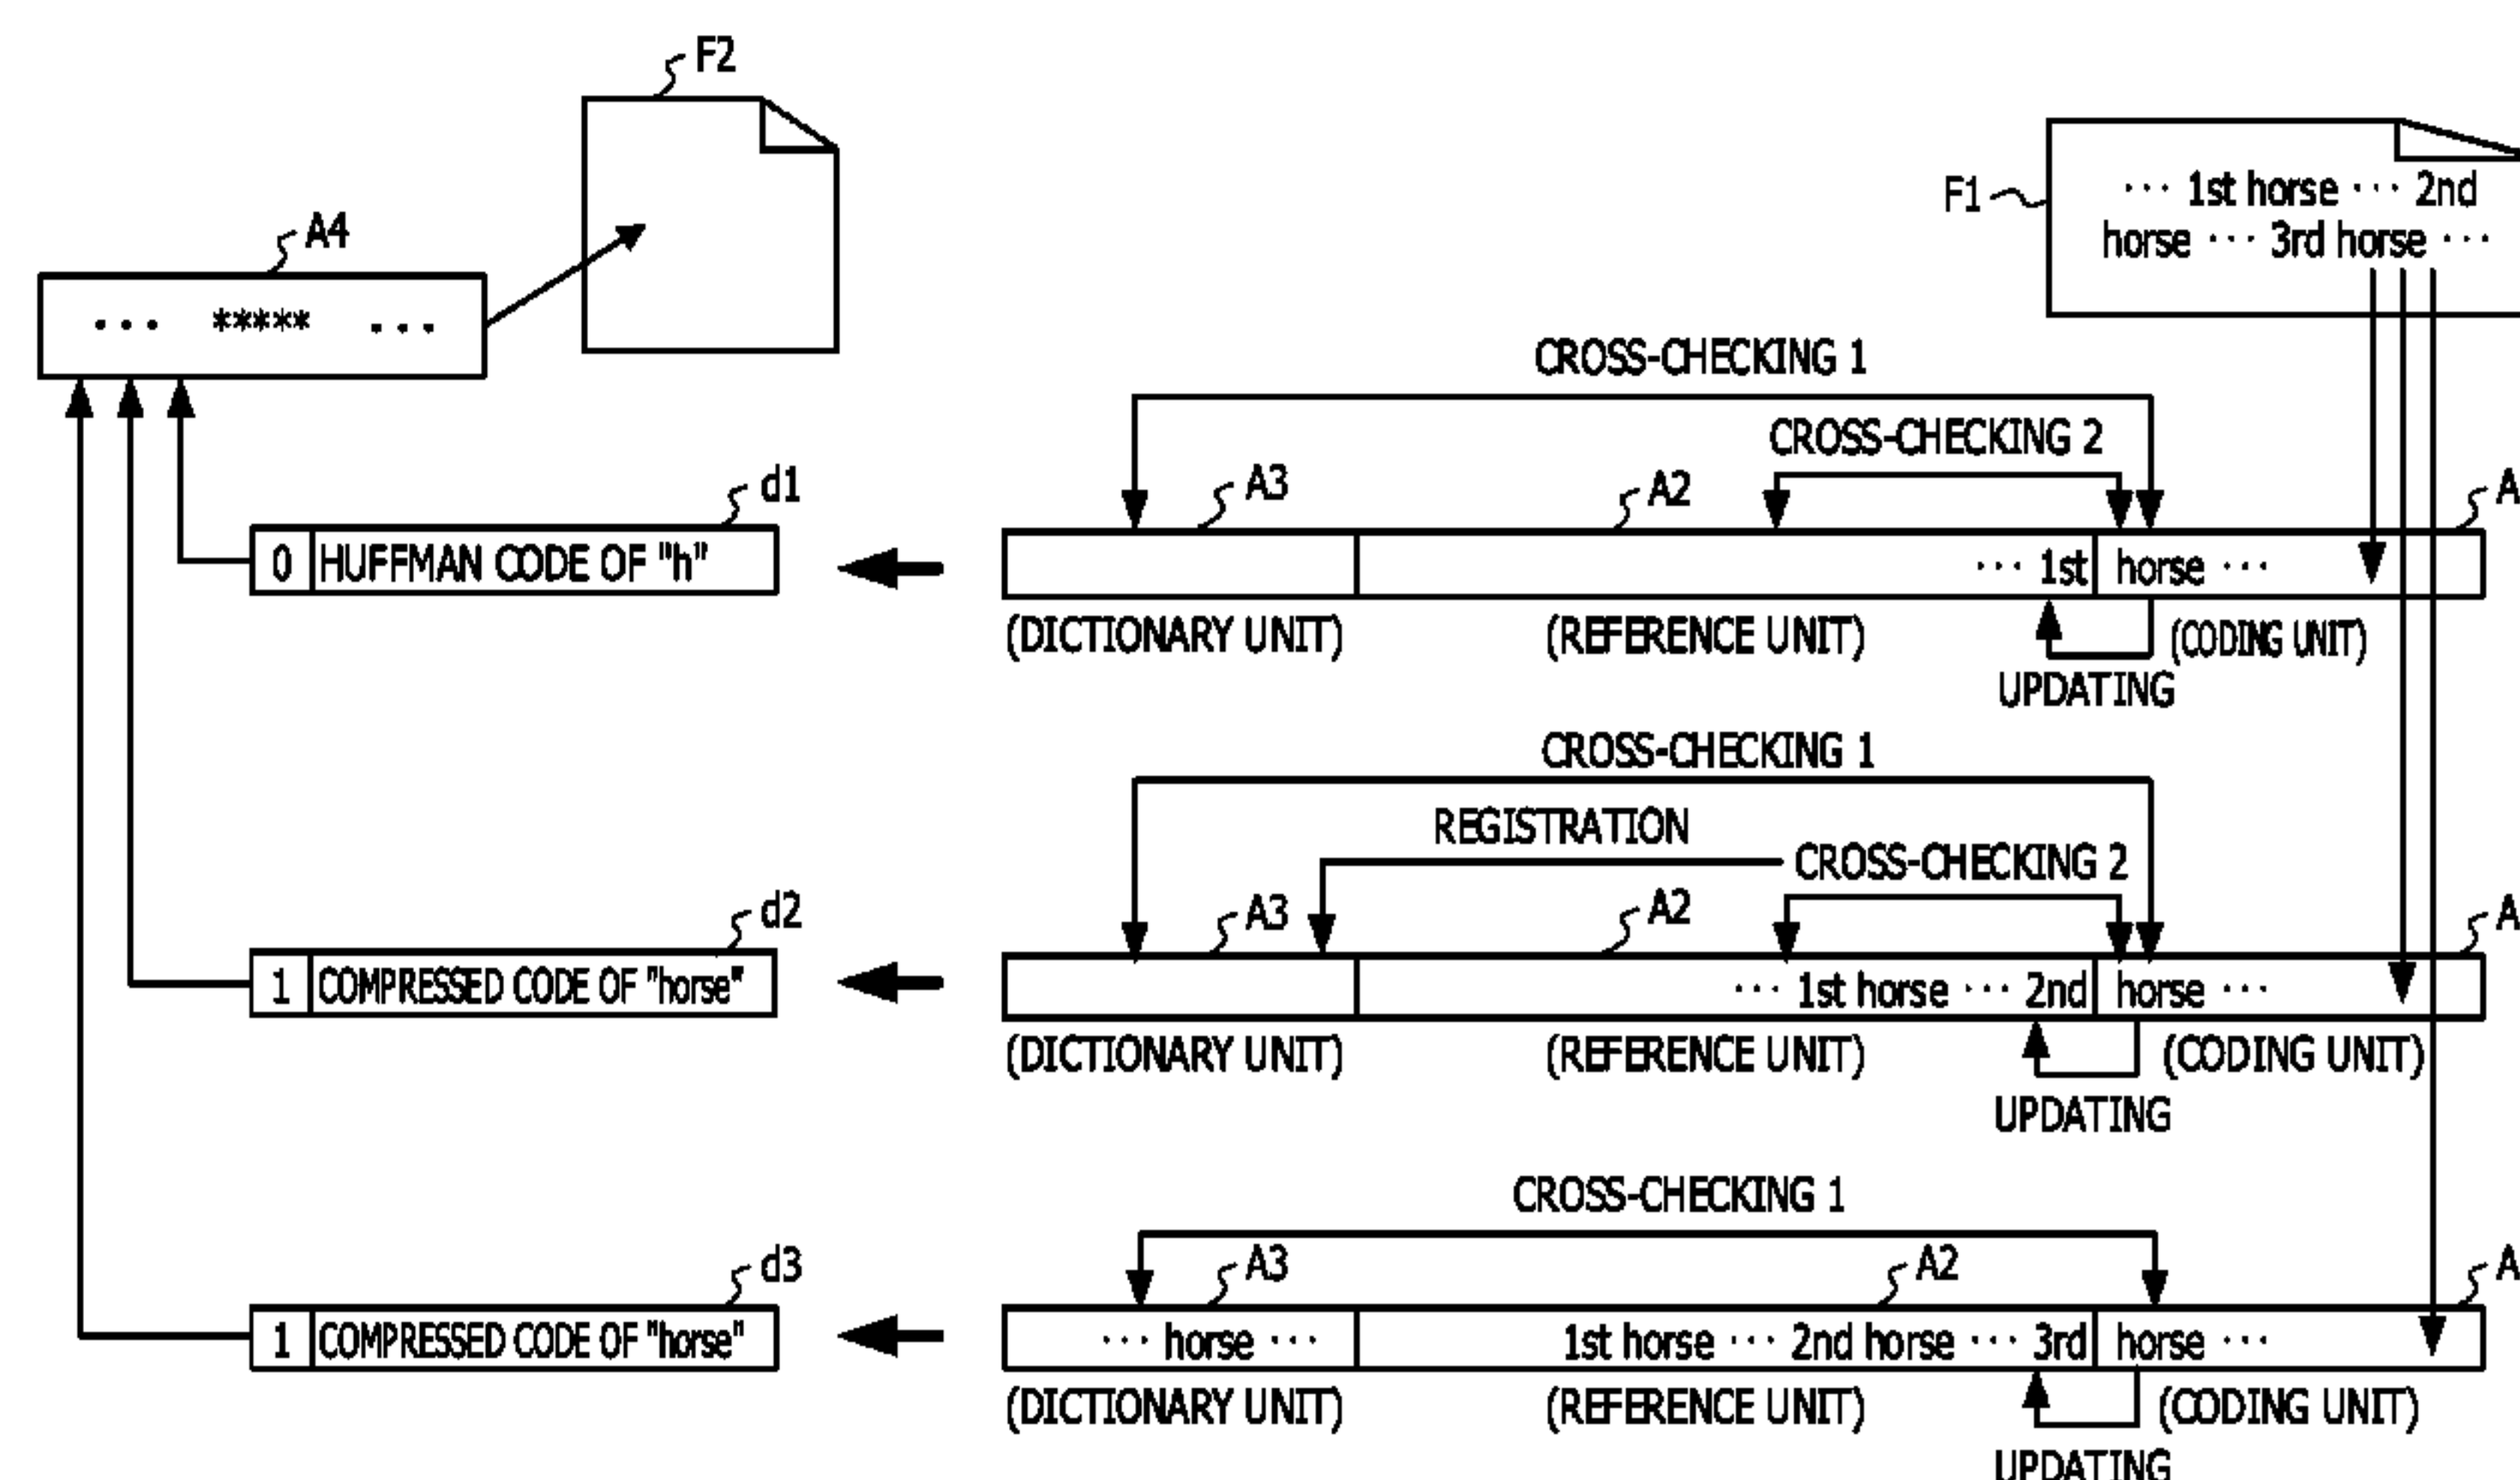 F2
F1
··· 1st horse ··· 2nd
horse ··· 3rd horse ···
A4
··· ***** ···
CROSS-CHECKING 1
CROSS-CHECKING 2
d1
A3
A2
A
0 HUFFMAN CODE OF "h"
··· 1st horse ···
(DICTIONARY UNIT) (REFERENCE UNIT) (CODING UNIT)
UPDATING
CROSS-CHECKING 1
REGISTRATION
CROSS-CHECKING 2
d2
A3
A2
A
1 COMPRESSED CODE OF "horse"
··· 1st horse ··· 2nd horse ···
(DICTIONARY UNIT) (REFERENCE UNIT) (CODING UNIT)
UPDATING
CROSS-CHECKING 1
d3
A3
A2
A
1 COMPRESSED CODE OF "horse"
··· horse ··· 1st horse ··· 2nd horse ··· 3rd horse ···
(DICTIONARY UNIT) (REFERENCE UNIT) (CODING UNIT)
UPDATING